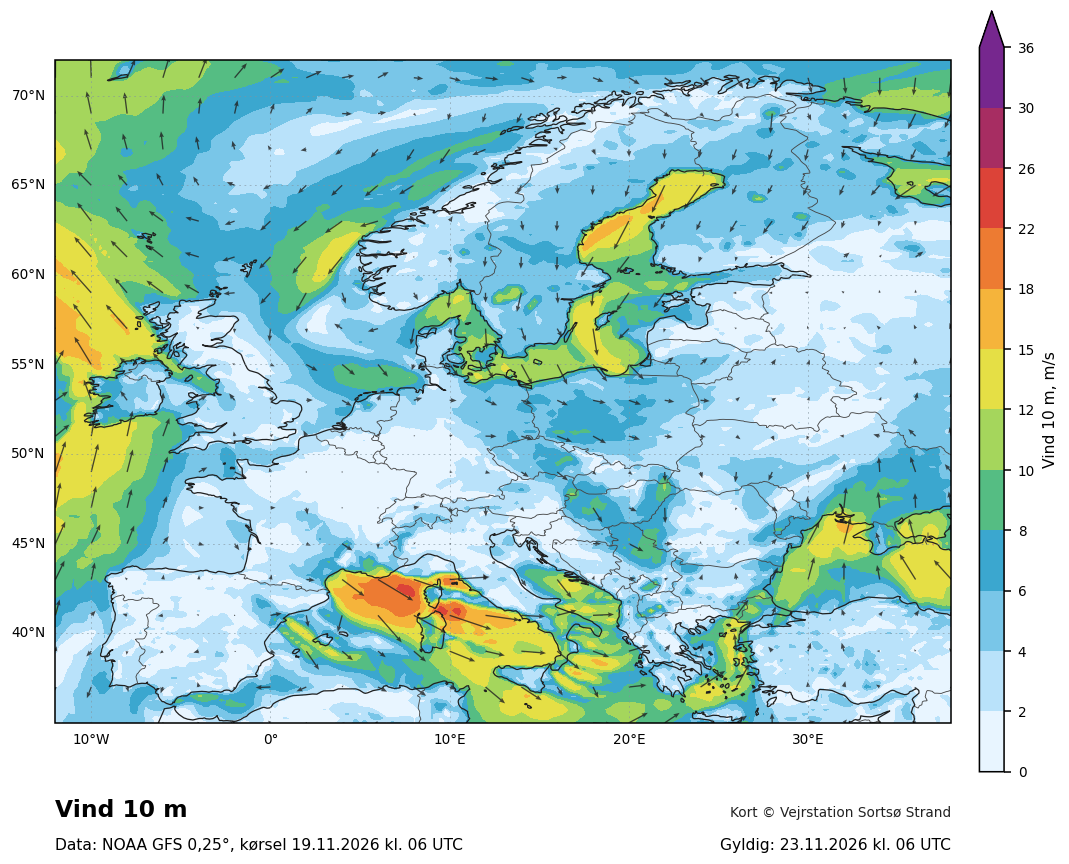 36
30
26
22
18
15
12
10
8
6
4
2
0
Vind 10 m, m/s
70°N
65°N
60°N
55°N
50°N
45°N
40°N
10°W
0°
10°E
20°E
30°E
Vind 10 m
Kort © Vejrstation Sortsø Strand
Data: NOAA GFS 0,25°, kørsel 19.11.2026 kl. 06 UTC
Gyldig: 23.11.2026 kl. 06 UTC